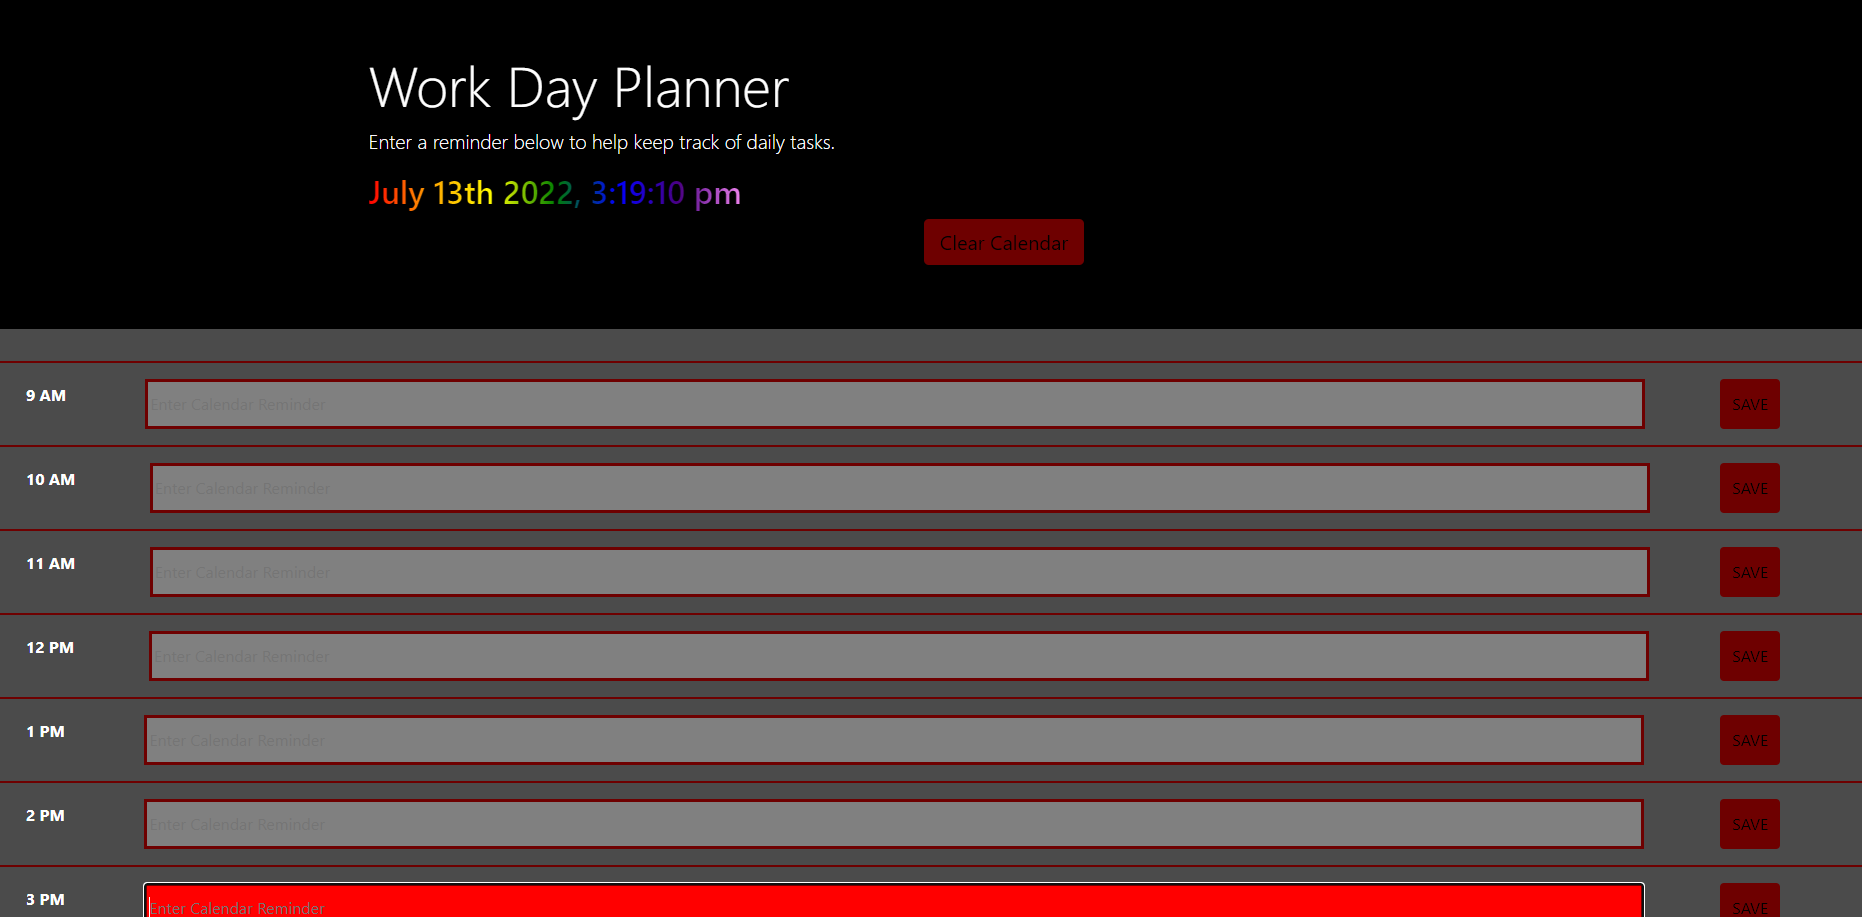 Work Day Planner
Enter a reminder below to help keep track of daily tasks.
July 13th 2022, 3:19:10 pm
Clear Calendar
9 AM Enter Calendar Reminder SAVE
10 AM Enter Calendar Reminder SAVE
11 AM Enter Calendar Reminder SAVE
12 PM Enter Calendar Reminder SAVE
1 PM Enter Calendar Reminder SAVE
2 PM Enter Calendar Reminder SAVE
3 PM Enter Calendar Reminder SAVE